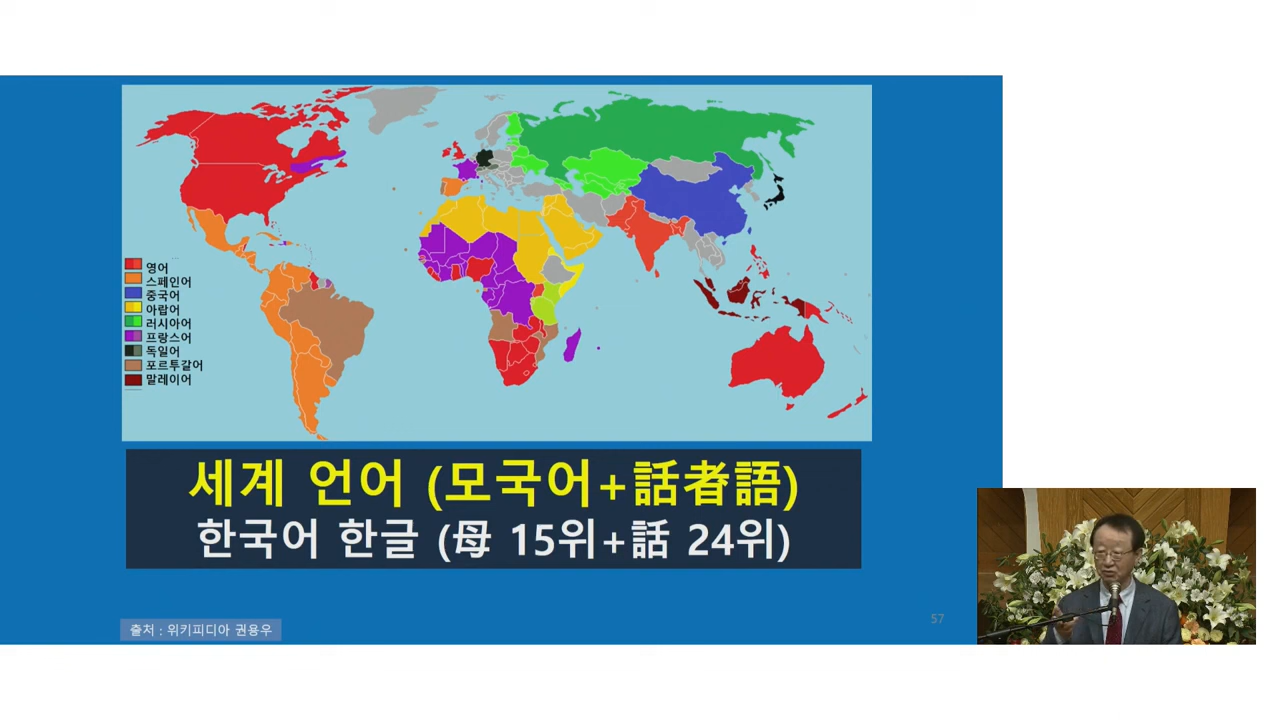 영어
스페인어
중국어
아랍어
러시아어
프랑스어
독일어
포르투갈어
말레이어
세계 언어 (모국어+話者語)
한국어 한글 (母 15위+話 24위)
출처 : 위키피디아 권용우
57